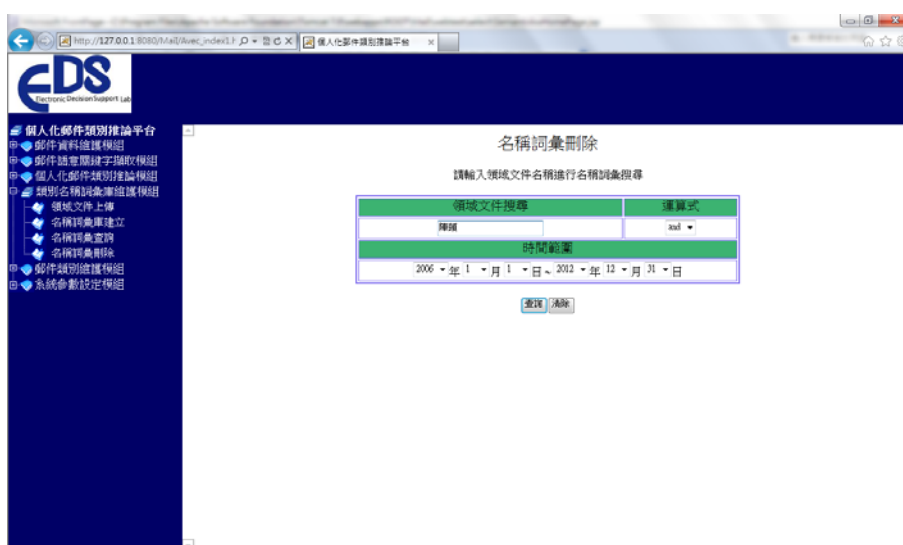 http://127.0.0.1:8080/Mail/Avec_index1.h
個人化郵件類別推論平台
EDS
Electronic Decision Support Lab
個人化郵件類別推論平台
郵件資料維護模組
郵件語意關鍵字擷取模組
個人化郵件類別推論模組
類別名稱詞彙庫維護模組
領域文件上傳
名稱詞彙庫建立
名稱詞彙查詢
名稱詞彙刪除
郵件類別維護模組
系統參數設定模組
名稱詞彙刪除
請輸入領域文件名稱進行名稱詞彙搜尋
領域文件搜尋 運算式
陣頭 and
時間範圍
2006 年 1 月 1 日 ~ 2012 年 12 月 31 日
查詢 清除